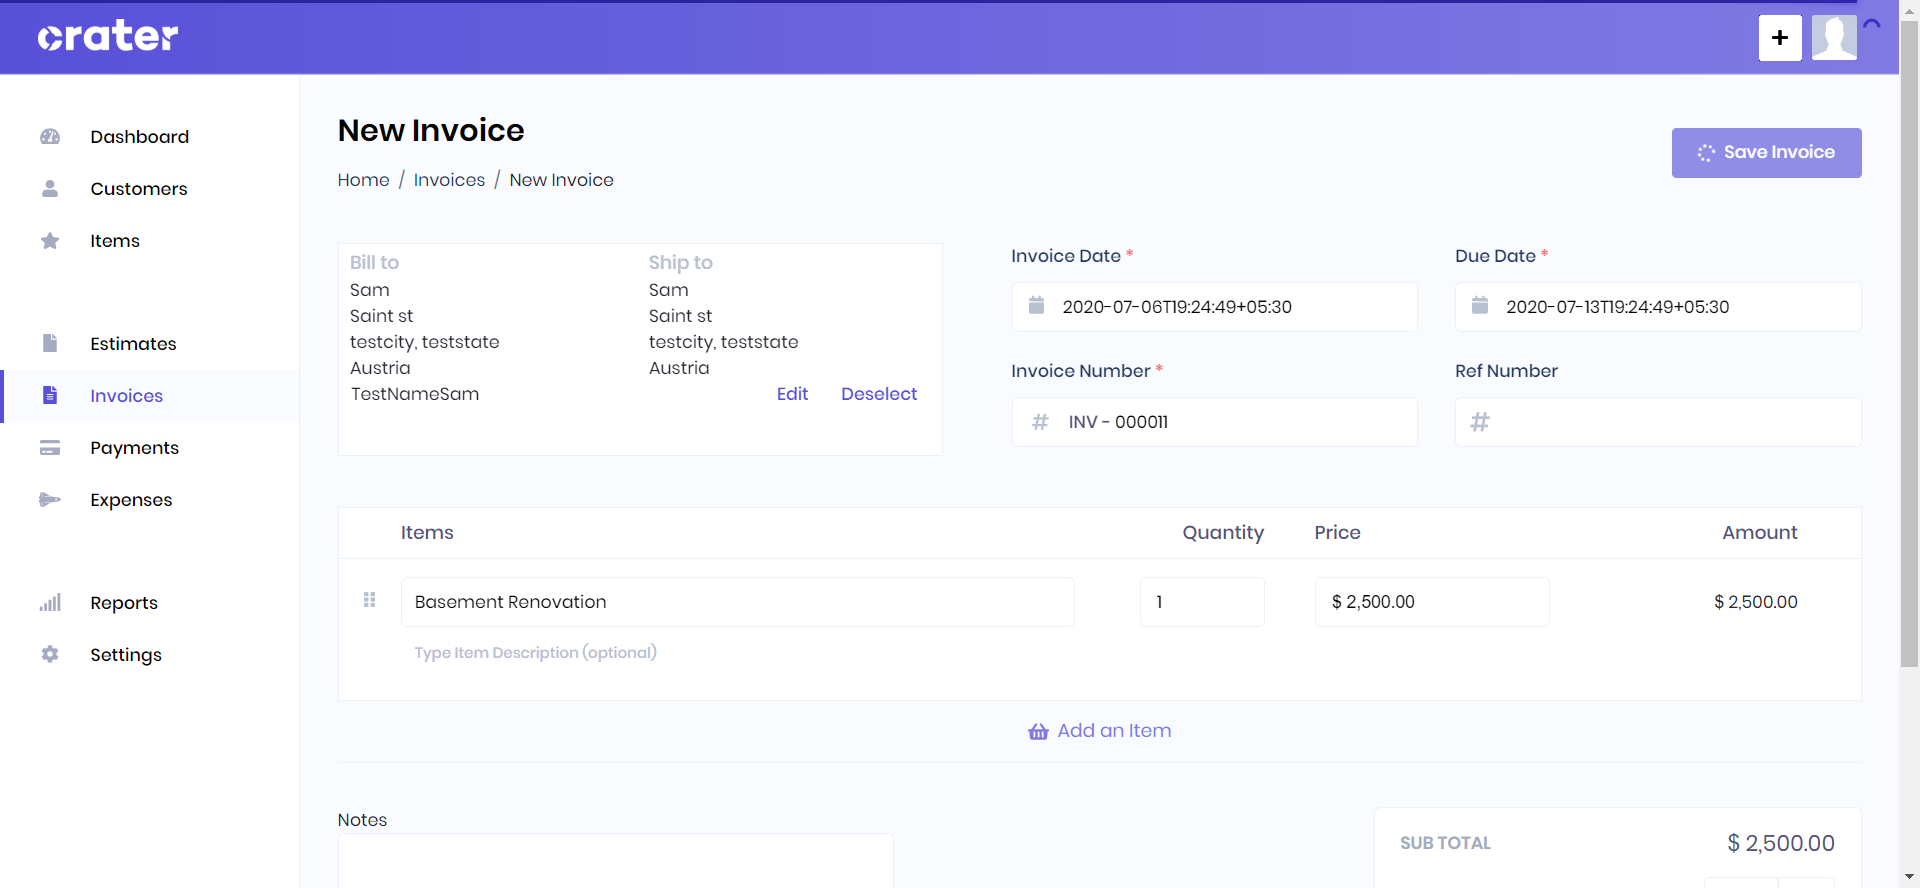 crater
+
Dashboard
Customers
Items
Estimates
Invoices
Payments
Expenses
Reports
Settings
New Invoice
Home / Invoices / New Invoice
Save Invoice
Bill to
Sam
Saint st
testcity, teststate
Austria
TestNameSam
Ship to
Sam
Saint st
testcity, teststate
Austria
Edit Deselect
Invoice Date *
2020-07-06T19:24:49+05:30
Due Date *
2020-07-13T19:24:49+05:30
Invoice Number *
# INV - 000011
Ref Number
#
Items Quantity Price Amount
Basement Renovation 1 $ 2,500.00 $ 2,500.00
Type Item Description (optional)
Add an Item
Notes
SUB TOTAL $ 2,500.00